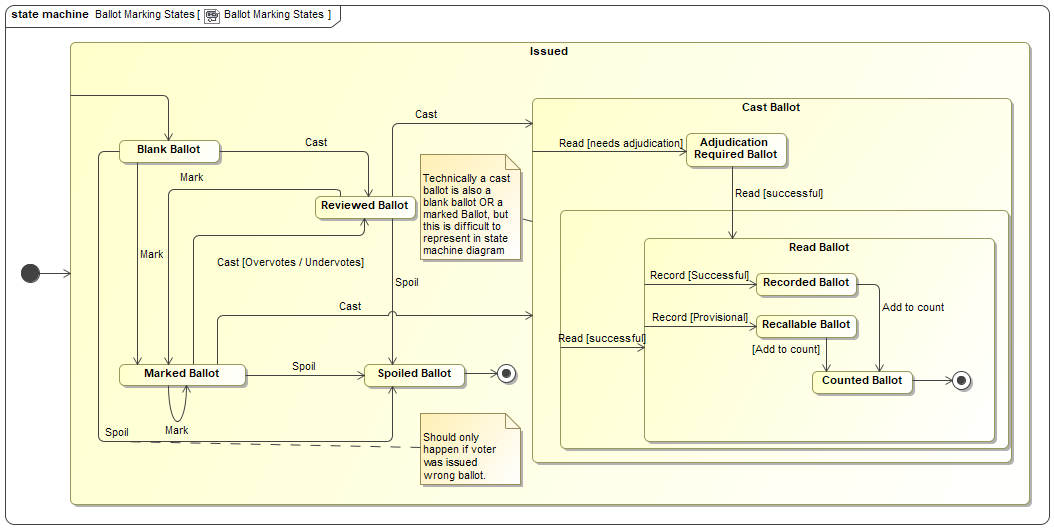 state machine Ballot Marking States [ Ballot Marking States ]
Issued
Cast Ballot
Cast
Read [needs adjudication]
Adjudication
Required Ballot
Blank Ballot
Cast
Mark
Technically a cast
ballot is also a
blank ballot OR a
marked Ballot, but
this is difficult to
represent in state
machine diagram
Read [successful]
Reviewed Ballot
Read Ballot
Mark
Cast [Overvotes / Undervotes]
Spoil
Record [Successful]
Recorded Ballot
Add to count
Cast
Record [Provisional]
Recallable Ballot
Read [successful]
[Add to count]
Marked Ballot
Spoil
Spoiled Ballot
Counted Ballot
Mark
Spoil
Should only
happen if voter
was issued
wrong ballot.